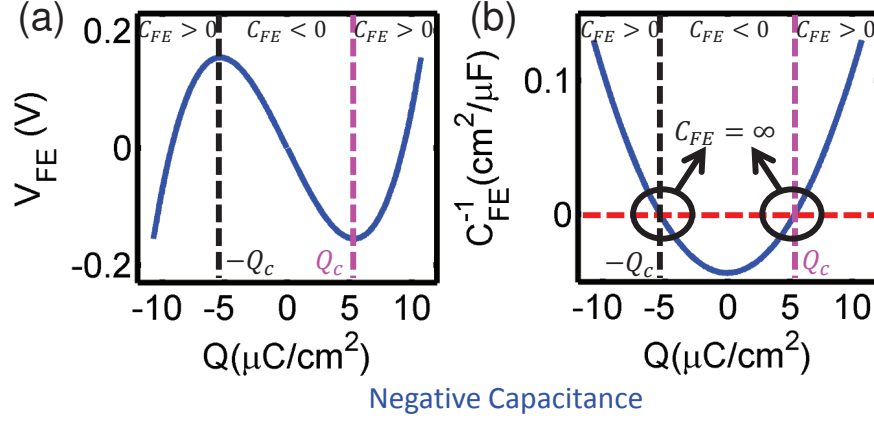 (a)
C_FE > 0 C_FE < 0 C_FE > 0
0.2
0
-0.2
V_FE (V)
−Q_c Q_c
-10 -5 0 5 10
Q(μC/cm²)
(b)
C_FE > 0 C_FE < 0 C_FE > 0
0.1
0
C_FE^-1 (cm²/μF)
C_FE = ∞
−Q_c Q_c
-10 -5 0 5 10
Q(μC/cm²)
Negative Capacitance